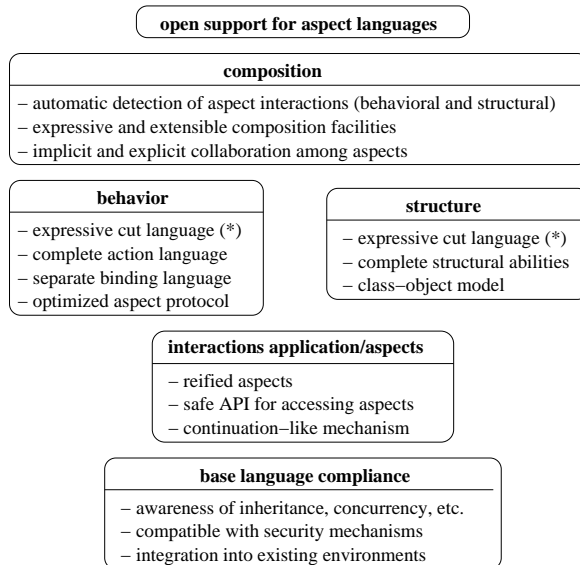 open support for aspect languages
composition
– automatic detection of aspect interactions (behavioral and structural)
– expressive and extensible composition facilities
– implicit and explicit collaboration among aspects
behavior
– expressive cut language (*)
– complete action language
– separate binding language
– optimized aspect protocol
structure
– expressive cut language (*)
– complete structural abilities
– class–object model
interactions application/aspects
– reified aspects
– safe API for accessing aspects
– continuation–like mechanism
base language compliance
– awareness of inheritance, concurrency, etc.
– compatible with security mechanisms
– integration into existing environments